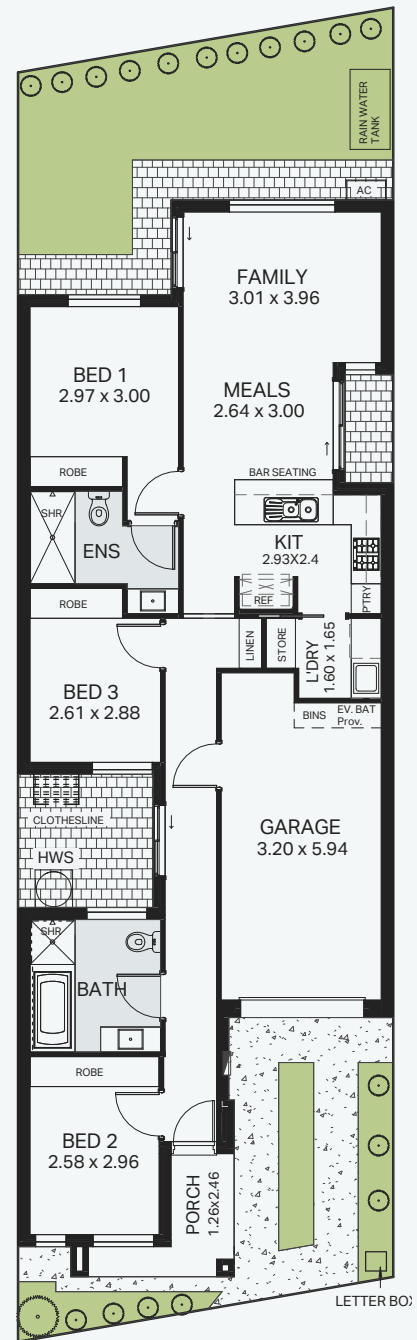 RAIN WATER
TANK
AC
FAMILY
3.01 x 3.96
BED 1
2.97 x 3.00
MEALS
2.64 x 3.00
ROBE
BAR SEATING
SHR
ENS
KIT
2.93X2.4
REF
P'TRY
ROBE
LINEN
STORE
L'DRY
1.60 x 1.65
BED 3
2.61 x 2.88
BINS
EV. BAT
Prov.
CLOTHESLINE
HWS
GARAGE
3.20 x 5.94
SHR
BATH
ROBE
BED 2
2.58 x 2.96
PORCH
1.26x2.46
LETTER BOX